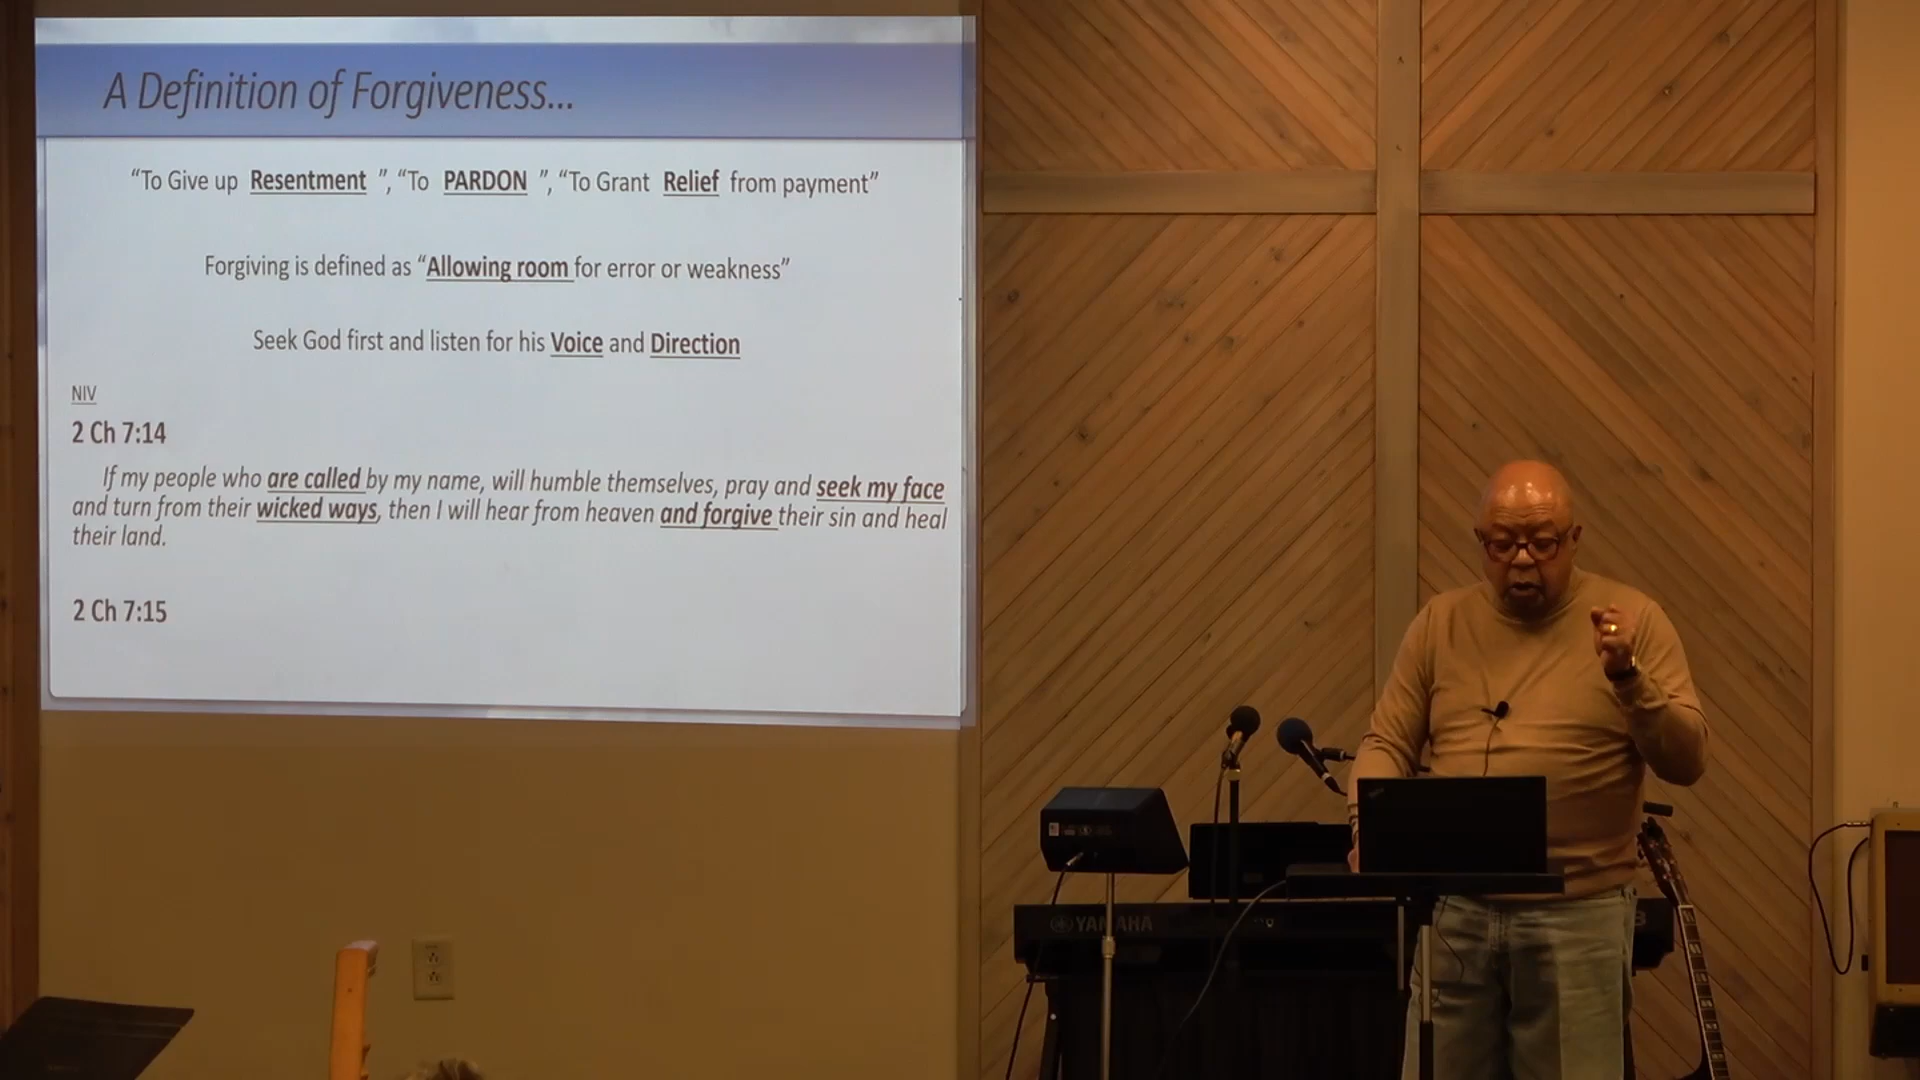 A Definition of Forgiveness...
“To Give up Resentment ”, “To PARDON ”, “To Grant Relief from payment”
Forgiving is defined as “Allowing room for error or weakness”
Seek God first and listen for his Voice and Direction
NIV
2 Ch 7:14
If my people who are called by my name, will humble themselves, pray and seek my face
and turn from their wicked ways, then I will hear from heaven and forgive their sin and heal
their land.
2 Ch 7:15
YAMAHA